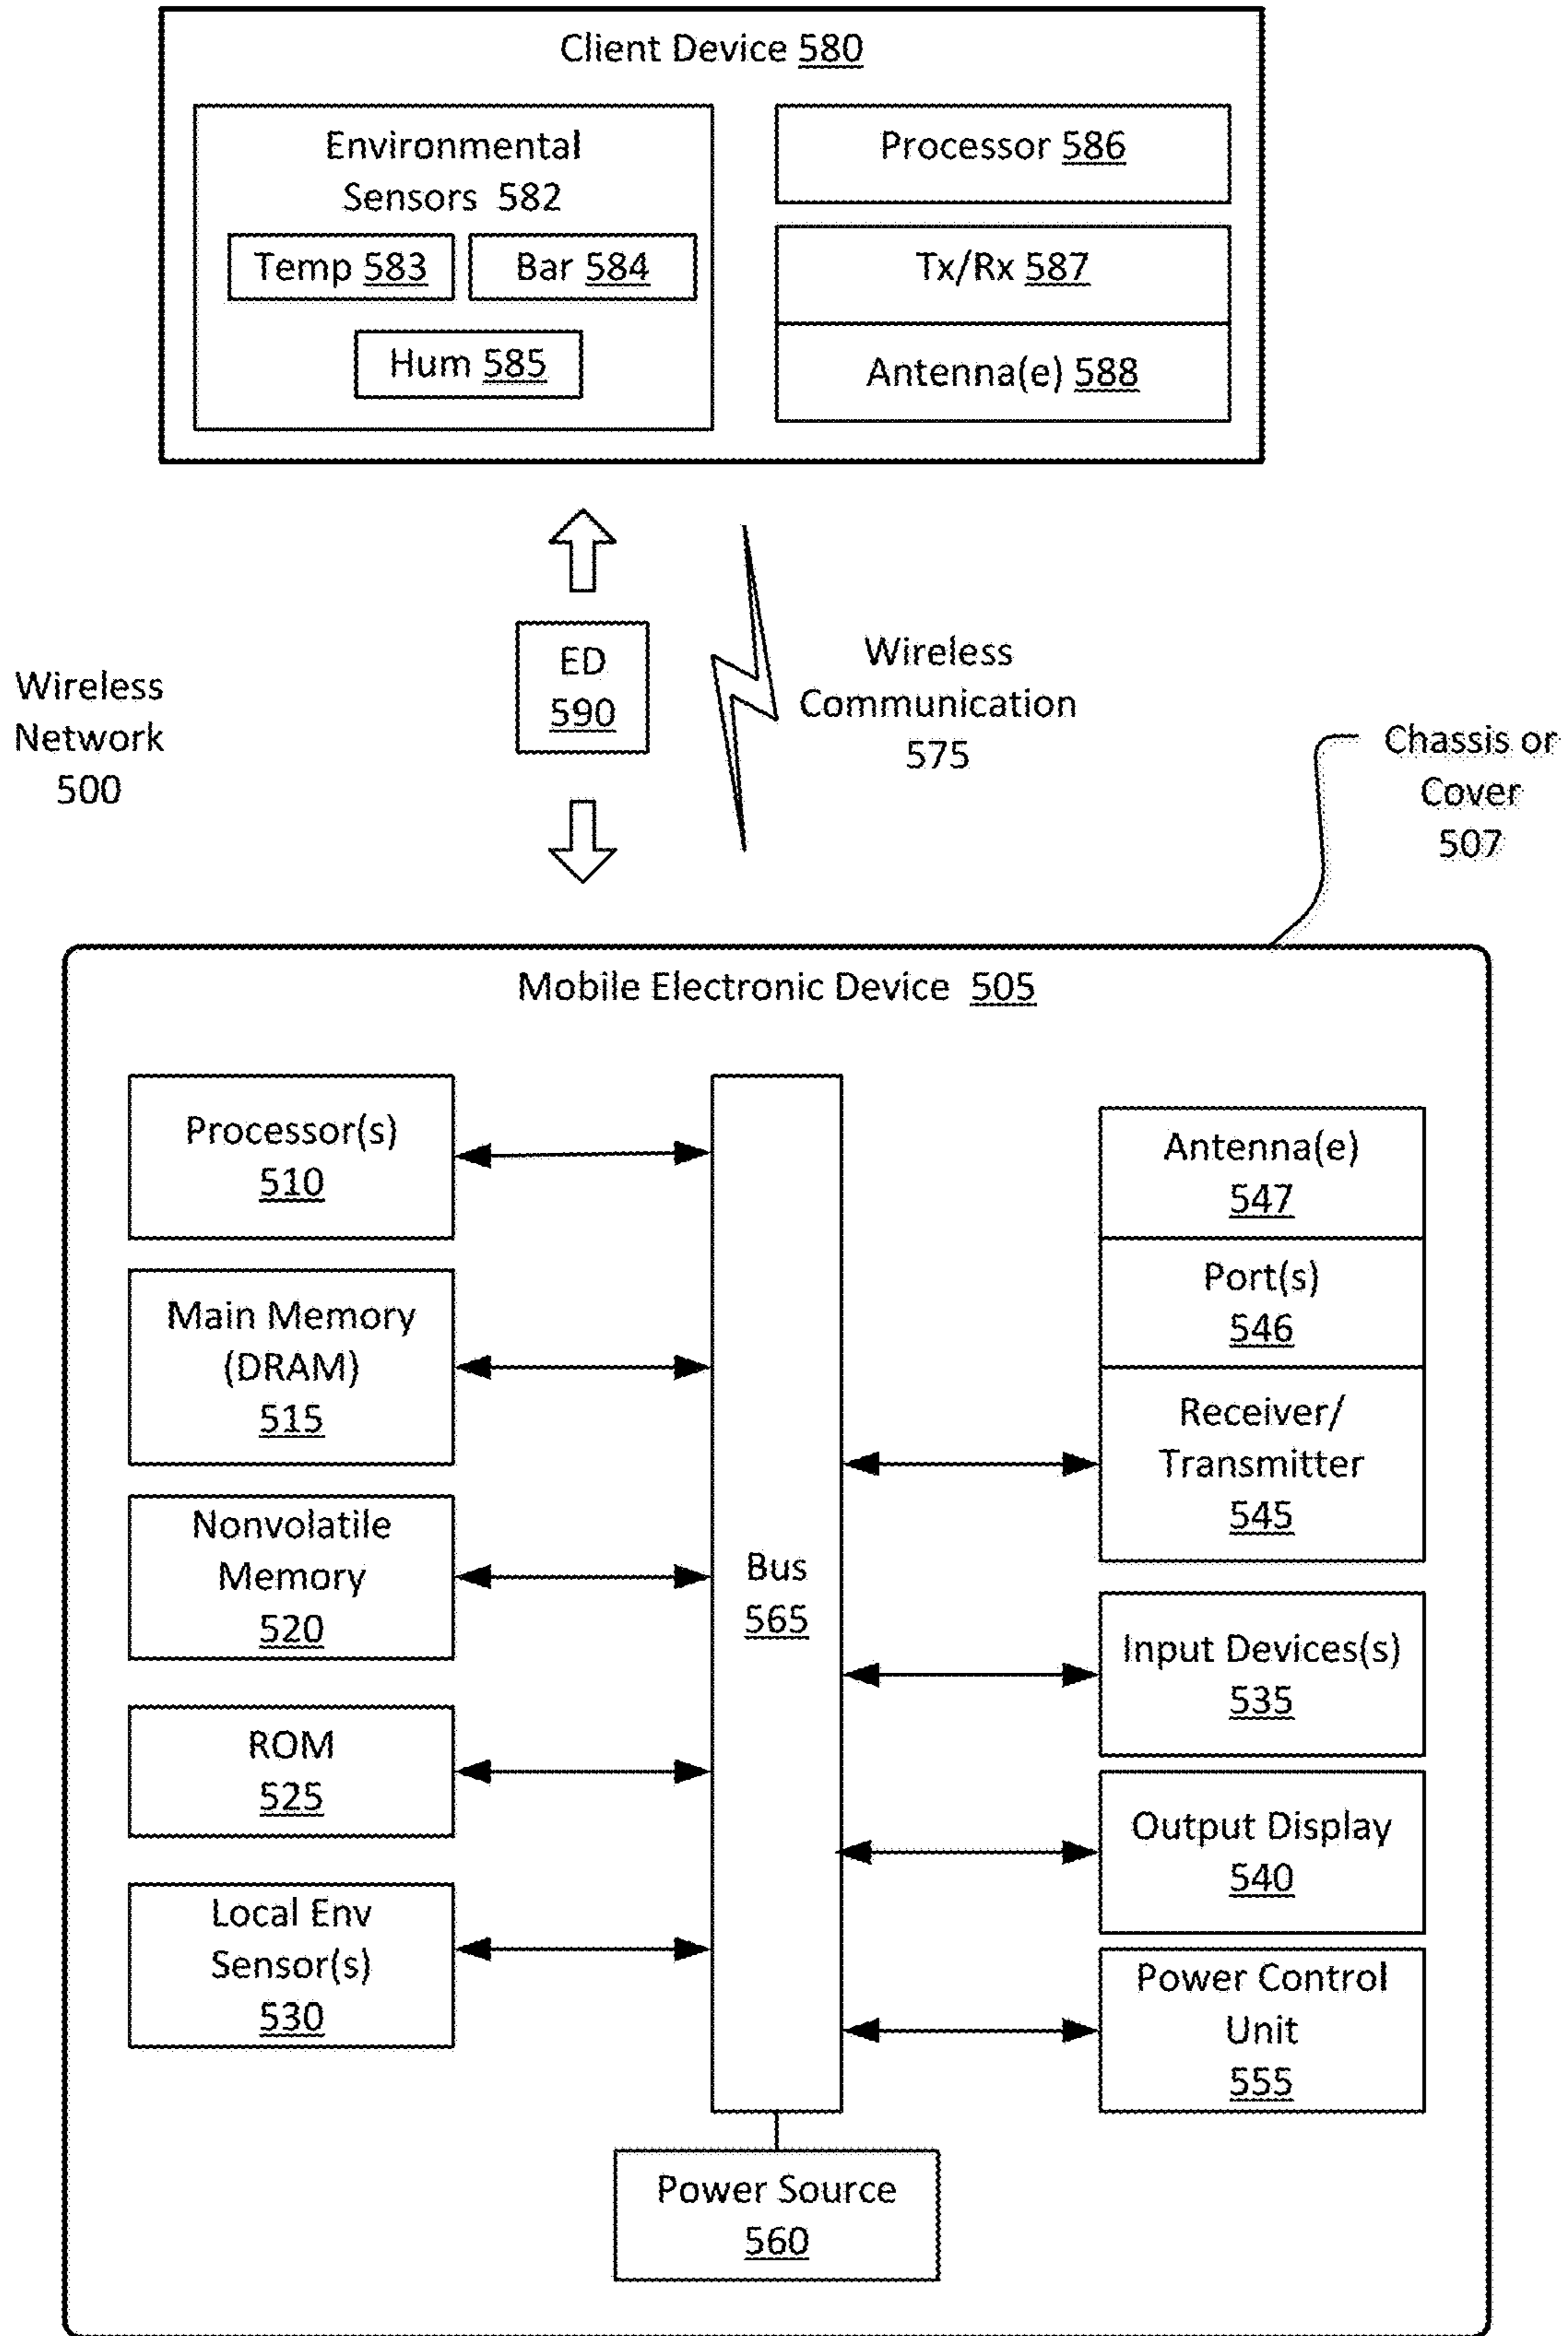 Client Device 580
Environmental
Sensors 582
Temp 583
Bar 584
Hum 585
Processor 586
Tx/Rx 587
Antenna(e) 588
Wireless
Network
500
ED
590
Wireless
Communication
575
Chassis or
Cover
507
Mobile Electronic Device 505
Processor(s)
510
Main Memory
(DRAM)
515
Nonvolatile
Memory
520
ROM
525
Local Env
Sensor(s)
530
Bus
565
Antenna(e)
547
Port(s)
546
Receiver/
Transmitter
545
Input Devices(s)
535
Output Display
540
Power Control
Unit
555
Power Source
560